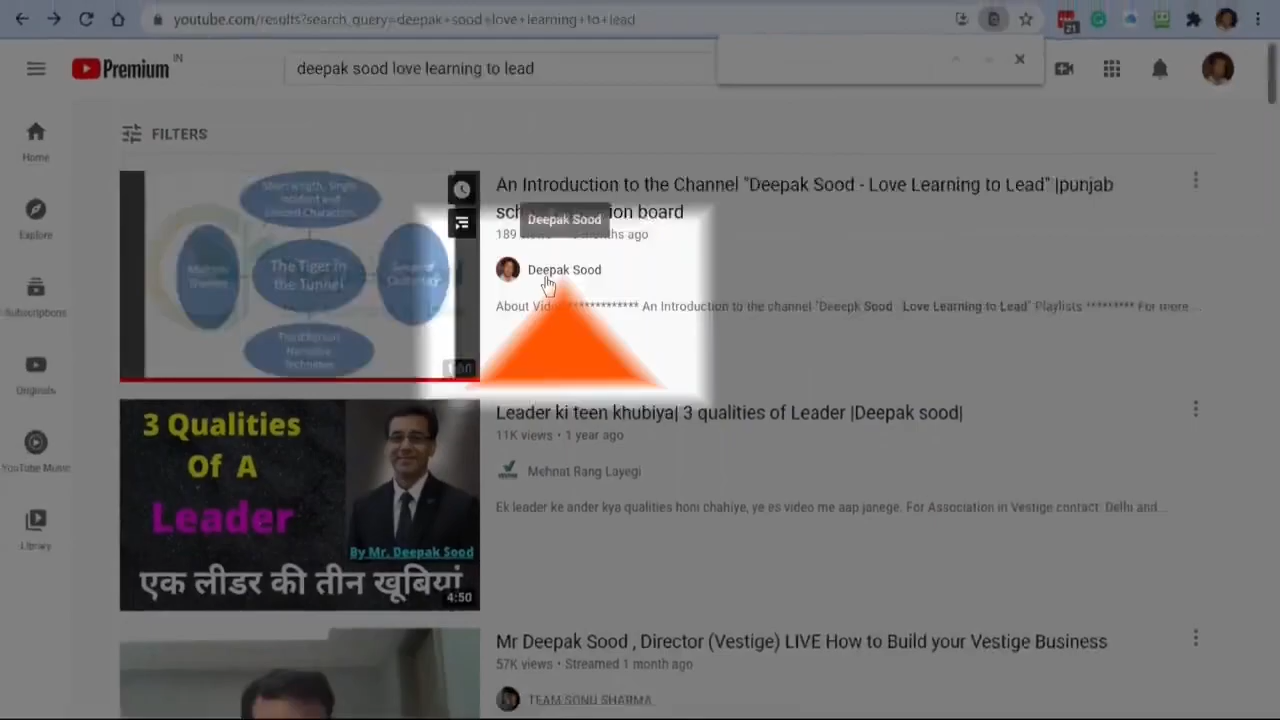 youtube.com/results?search_query=deepak+sood+love+learning+to+lead
21
Premium
IN
deepak sood love learning to lead
FILTERS
Home
Explore
Subscriptions
Originals
YouTube Music
Library
The Tiger in
the Tunnel
An Introduction to the Channel "Deepak Sood - Love Learning to Lead" |punjab
board
Deepak Sood
189
ago
Deepak Sood
About An Introduction to the channel "Deeepk Sood Love Learning to Lead" Playlists ********* For more...
3 Qualities
Of A
Leader
By Mr. Deepak Sood
एक लीडर की तीन खूबियां
4:50
Leader ki teen khubiya| 3 qualities of Leader |Deepak sood|
11K views • 1 year ago
Mehnat Rang Layegi
Ek leader ke ander kya qualities honi chahiye, ye es video me aap janege. For Association in Vestige contact: Delhi and...
Mr Deepak Sood , Director (Vestige) LIVE How to Build your Vestige Business
57K views • Streamed 1 month ago
TEAM SONU SHARMA